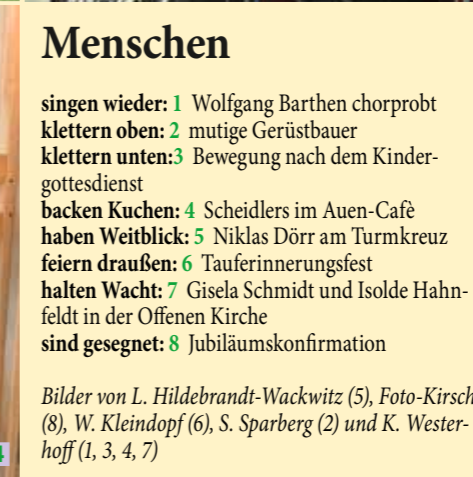 Menschen
singen wieder: 1 Wolfgang Barthen chorprobt
klettern oben: 2 mutige Gerüstbauer
klettern unten:3 Bewegung nach dem Kinder-
gottesdienst
backen Kuchen: 4 Scheidlers im Auen-Cafè
haben Weitblick: 5 Niklas Dörr am Turmkreuz
feiern draußen: 6 Tauferinnerungsfest
halten Wacht: 7 Gisela Schmidt und Isolde Hahn-
feldt in der Offenen Kirche
sind gesegnet: 8 Jubiläumskonfirmation
Bilder von L. Hildebrandt-Wackwitz (5), Foto-Kirsch
(8), W. Kleindopf (6), S. Sparberg (2) und K. Wester-
hoff (1, 3, 4, 7)
4